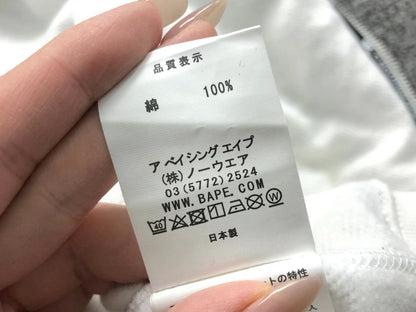 品質表示
綿 100%
ア ベイシング エイプ
(株) ノーウエア
03 (5772) 2524
WWW. BAPE. COM
40
日本製
トの特性